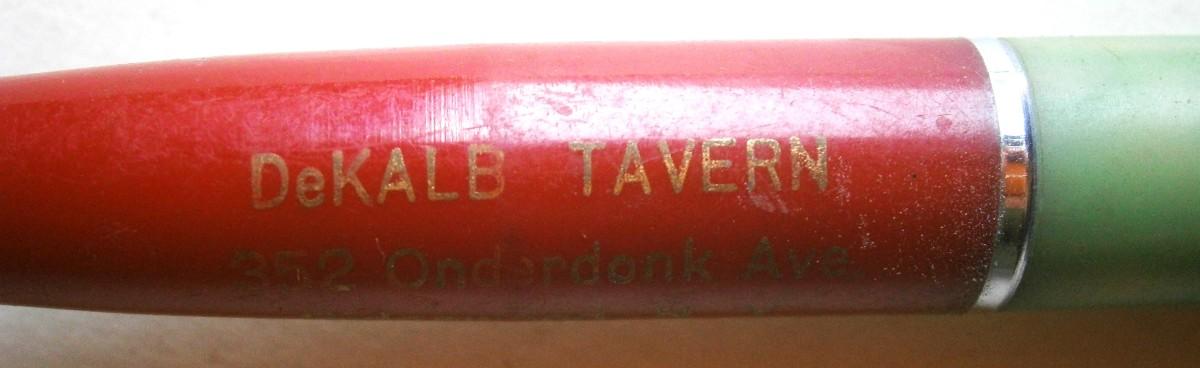 DeKALB TAVERN
352 Onderdonk Ave.